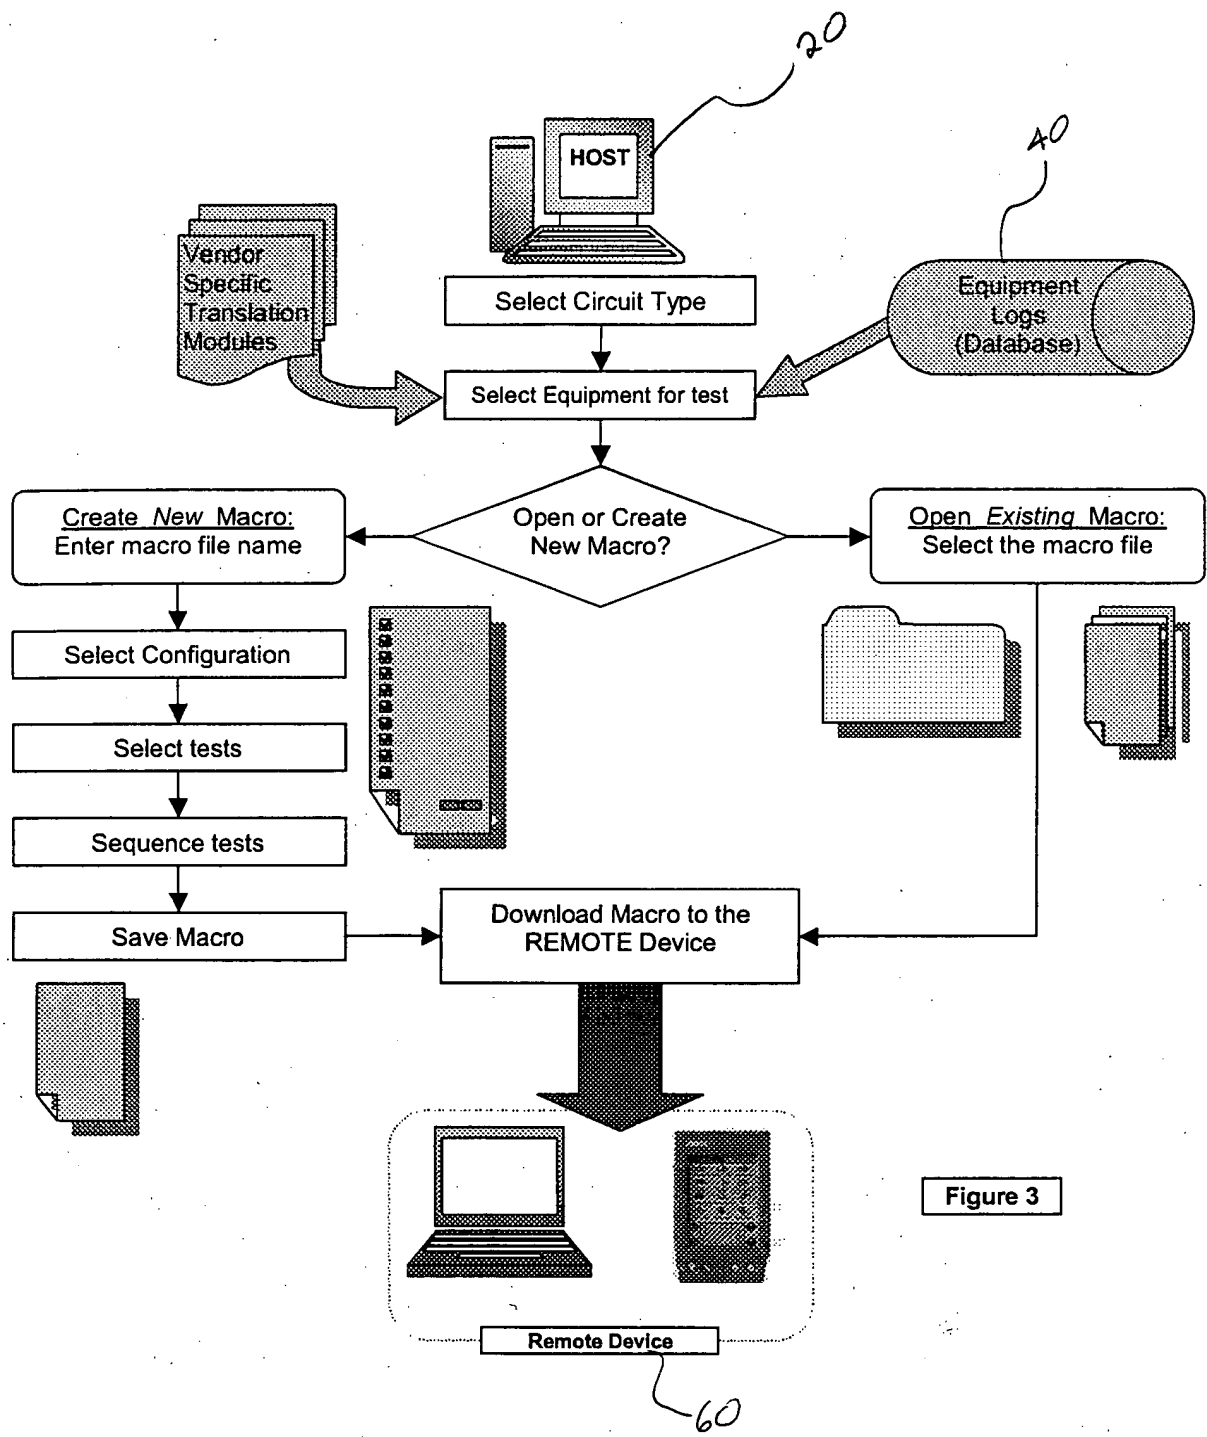 20
40
HOST
Vendor
Specific
Translation
Modules
Select Circuit Type
Equipment
Logs
(Database)
Select Equipment for test
Create New Macro:
Enter macro file name
Open or Create
New Macro?
Open Existing Macro:
Select the macro file
Select Configuration
Select tests
Sequence tests
Save Macro
Download Macro to the
REMOTE Device
Figure 3
Remote Device
60